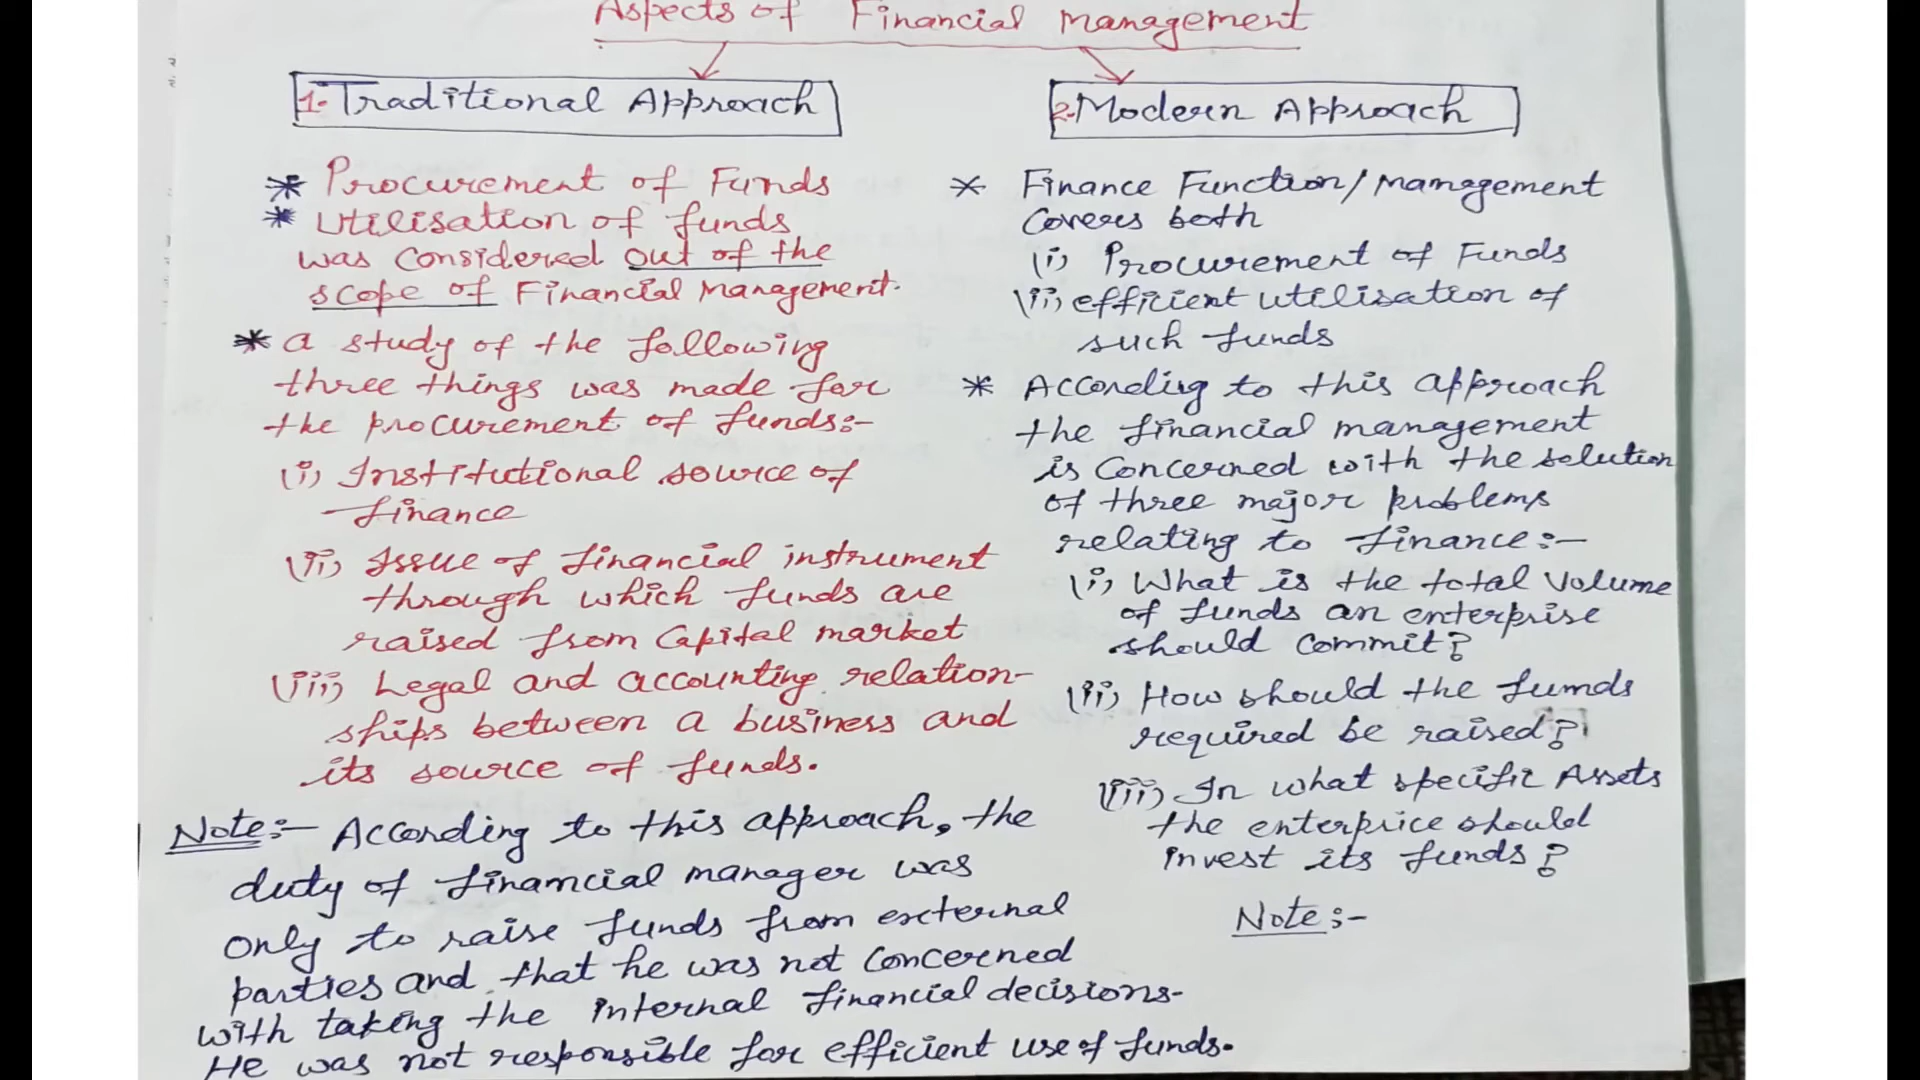 Aspects of Financial Management
1. Traditional Approach
* Procurement of Funds
* Utilisation of funds
was considered out of the
scope of Financial Management.
* a study of the following
three things was made for
the procurement of funds:-
(i) Institutional source of
finance
(ii) Issue of financial instrument
through which funds are
raised from Capital market
(iii) Legal and accounting relation-
ships between a business and
its source of funds.
Note:- According to this approach, the
duty of financial manager was
only to raise funds from external
parties and that he was not concerned
with taking the internal financial decisions-
He was not responsible for efficient use of funds.
2. Modern Approach
* Finance Function/Management
covers both
(i) Procurement of Funds
(ii) efficient utilisation of
such funds
* According to this approach
the financial management
is concerned with the solution
of three major problems
relating to finance:-
(i) What is the total volume
of funds an enterprise
should commit?
(ii) How should the funds
required be raised?
(iii) In what specific Assets
the enterprice should
invest its funds?
Note:-